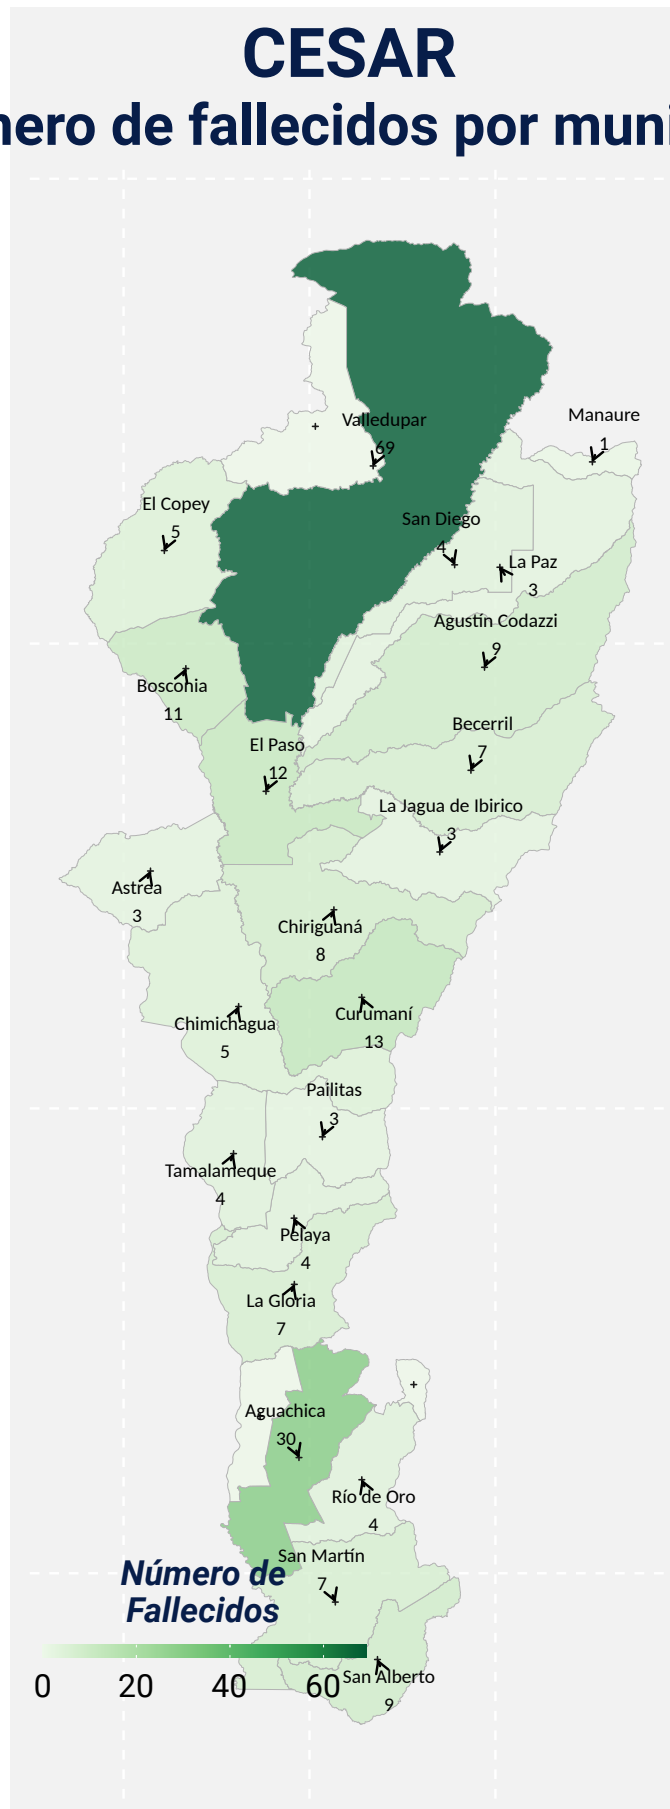 CESAR
nero de fallecidos por muni
Manaure
1
Valledupar
69
El Copey
5
San Diego
4
La Paz
3
Agustín Codazzi
9
Bosconia
11
Becerril
7
El Paso
12
La Jagua de Ibirico
3
Astrea
3
Chiriguaná
8
Curumaní
13
Chimichagua
5
Pailitas
3
Tamalameque
4
Pelaya
4
La Gloria
7
Aguachica
30
Río de Oro
4
San Martín
7
Número de
Fallecidos
0 20 40 60
San Alberto
9